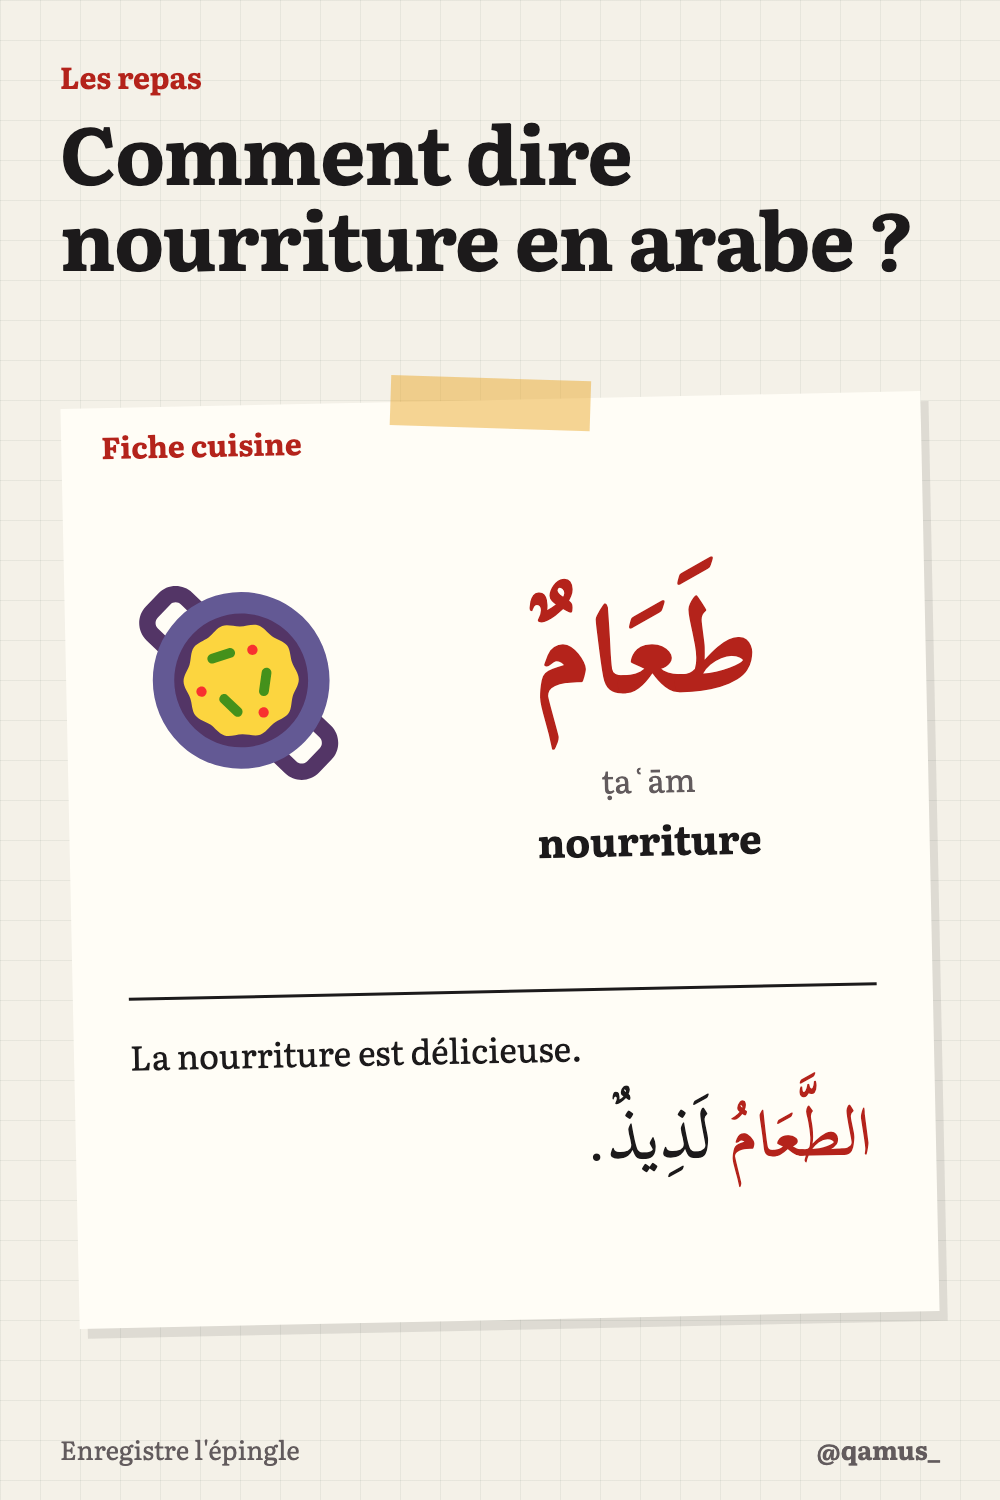 Les repas
Comment dire
nourriture en arabe ?
Fiche cuisine
طَعَامٌ
ṭaʿām
nourriture
La nourriture est délicieuse.
الطَّعَامُ لَذِيذٌ.
Enregistre l'épingle
@qamus_